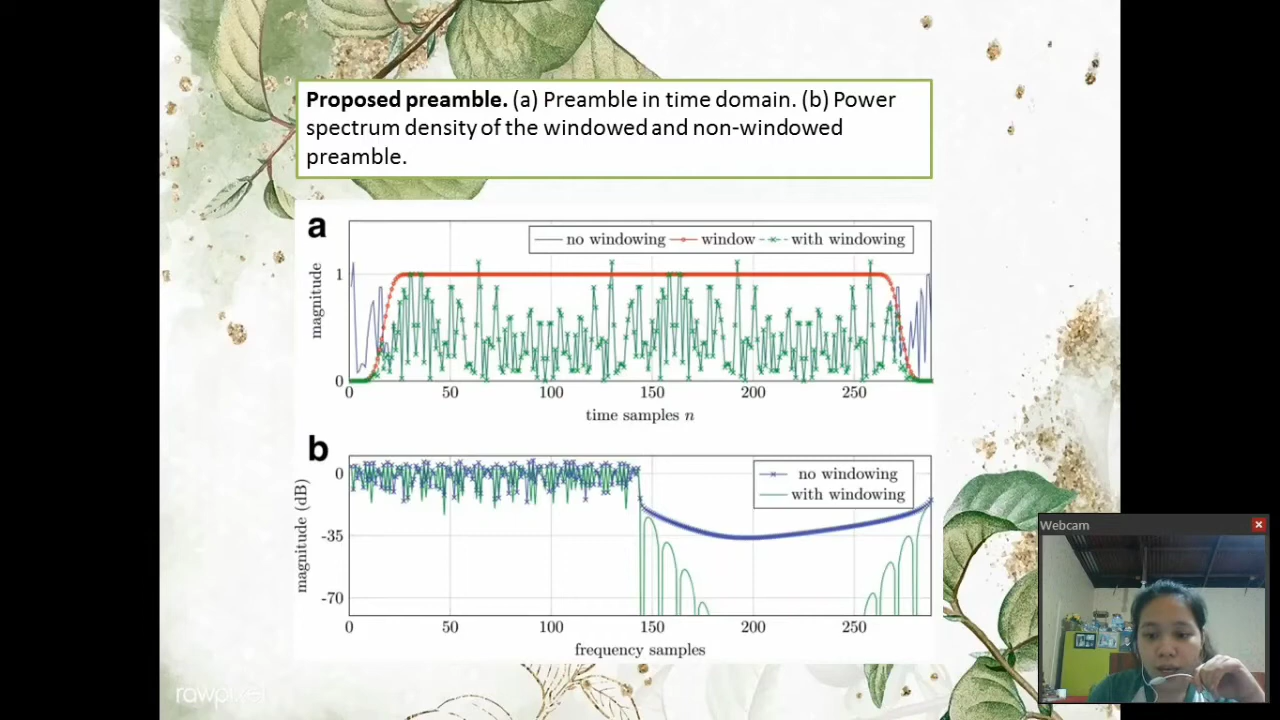 Proposed preamble. (a) Preamble in time domain. (b) Power
spectrum density of the windowed and non-windowed
preamble.
a
no windowing window with windowing
magnitude
1
0
0 50 100 150 200 250
time samples n
b
no windowing
with windowing
magnitude (dB)
0
-35
-70
0 50 100 150 200 250
frequency samples
Webcam
rawpixel